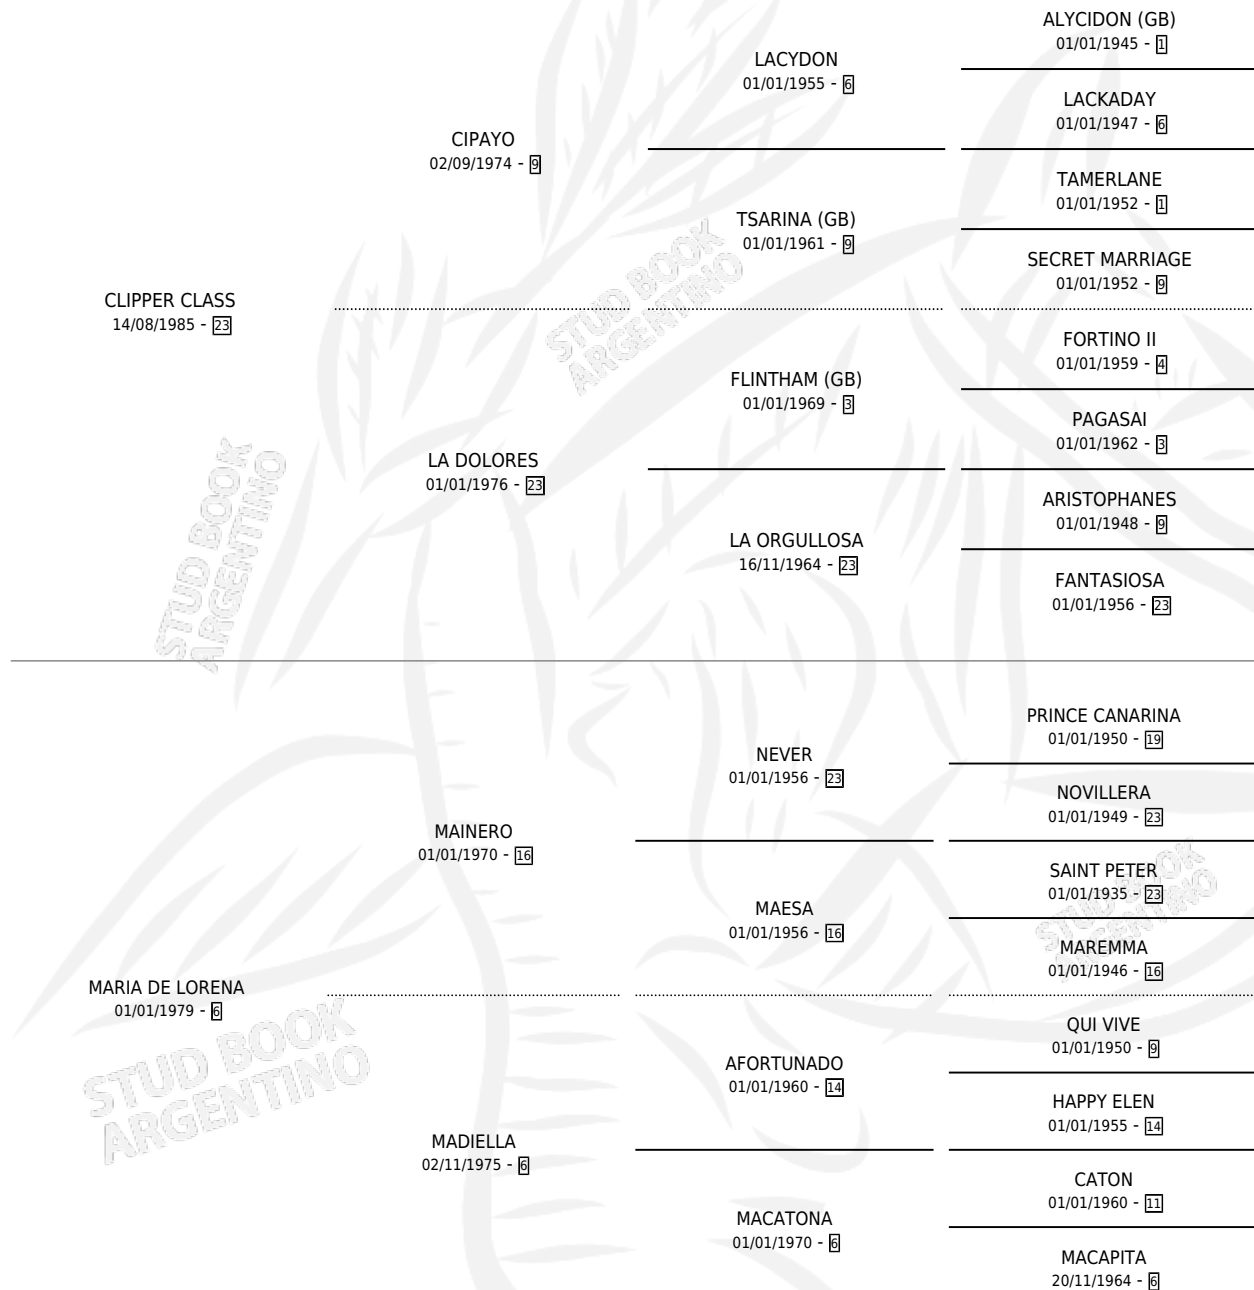 ALYCIDON (GB)
01/01/1945 - 1
LACYDON
01/01/1955 - 6
LACKADAY
01/01/1947 - 6
CIPAYO
02/09/1974 - 9
TAMERLANE
01/01/1952 - 1
TSARINA (GB)
01/01/1961 - 9
SECRET MARRIAGE
01/01/1952 - 9
CLIPPER CLASS
14/08/1985 - 23
STUD BOOK
ARGENTINO
FORTINO II
01/01/1959 - 4
FLINTHAM (GB)
01/01/1969 - 3
PAGASAI
01/01/1962 - 3
LA DOLORES
01/01/1976 - 23
ARISTOPHANES
01/01/1948 - 9
LA ORGULLOSA
16/11/1964 - 23
FANTASIOSA
01/01/1956 - 23
STUD BOOK
ARGENTINO
PRINCE CANARINA
01/01/1950 - 19
NEVER
01/01/1956 - 23
NOVILLERA
01/01/1949 - 23
MAINERO
01/01/1970 - 16
SAINT PETER
01/01/1935 - 23
MAESA
01/01/1956 - 16
STUD BOOK
ARGENTINO
MAREMMA
01/01/1946 - 16
MARIA DE LORENA
01/01/1979 - 6
STUD BOOK
ARGENTINO
QUI VIVE
01/01/1950 - 9
AFORTUNADO
01/01/1960 - 14
HAPPY ELEN
01/01/1955 - 14
MADIELLA
02/11/1975 - 6
CATON
01/01/1960 - 11
MACATONA
01/01/1970 - 6
MACAPITA
20/11/1964 - 6